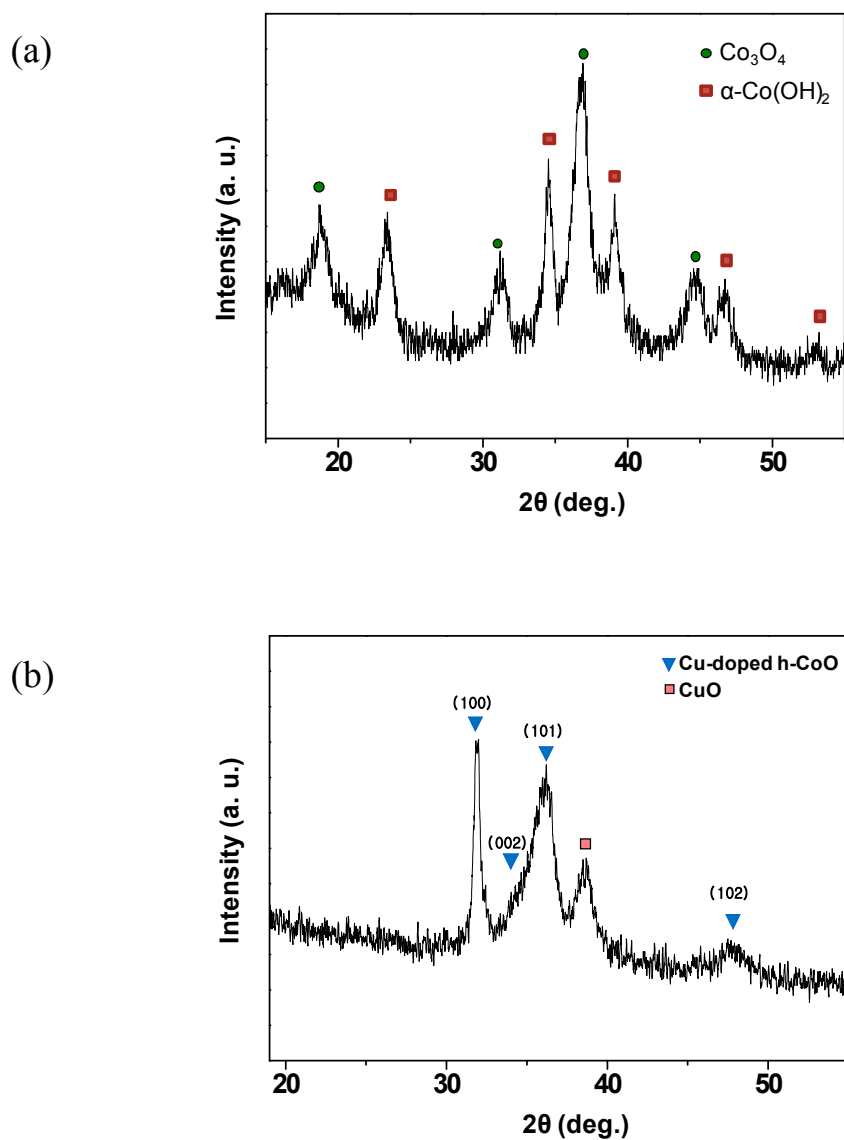 (a)
Co₃O₄
α-Co(OH)₂
Intensity (a. u.)
20 30 40 50
2θ (deg.)
(b)
Cu-doped h-CoO
CuO
(100)
(101)
(002)
(102)
Intensity (a. u.)
20 30 40 50
2θ (deg.)